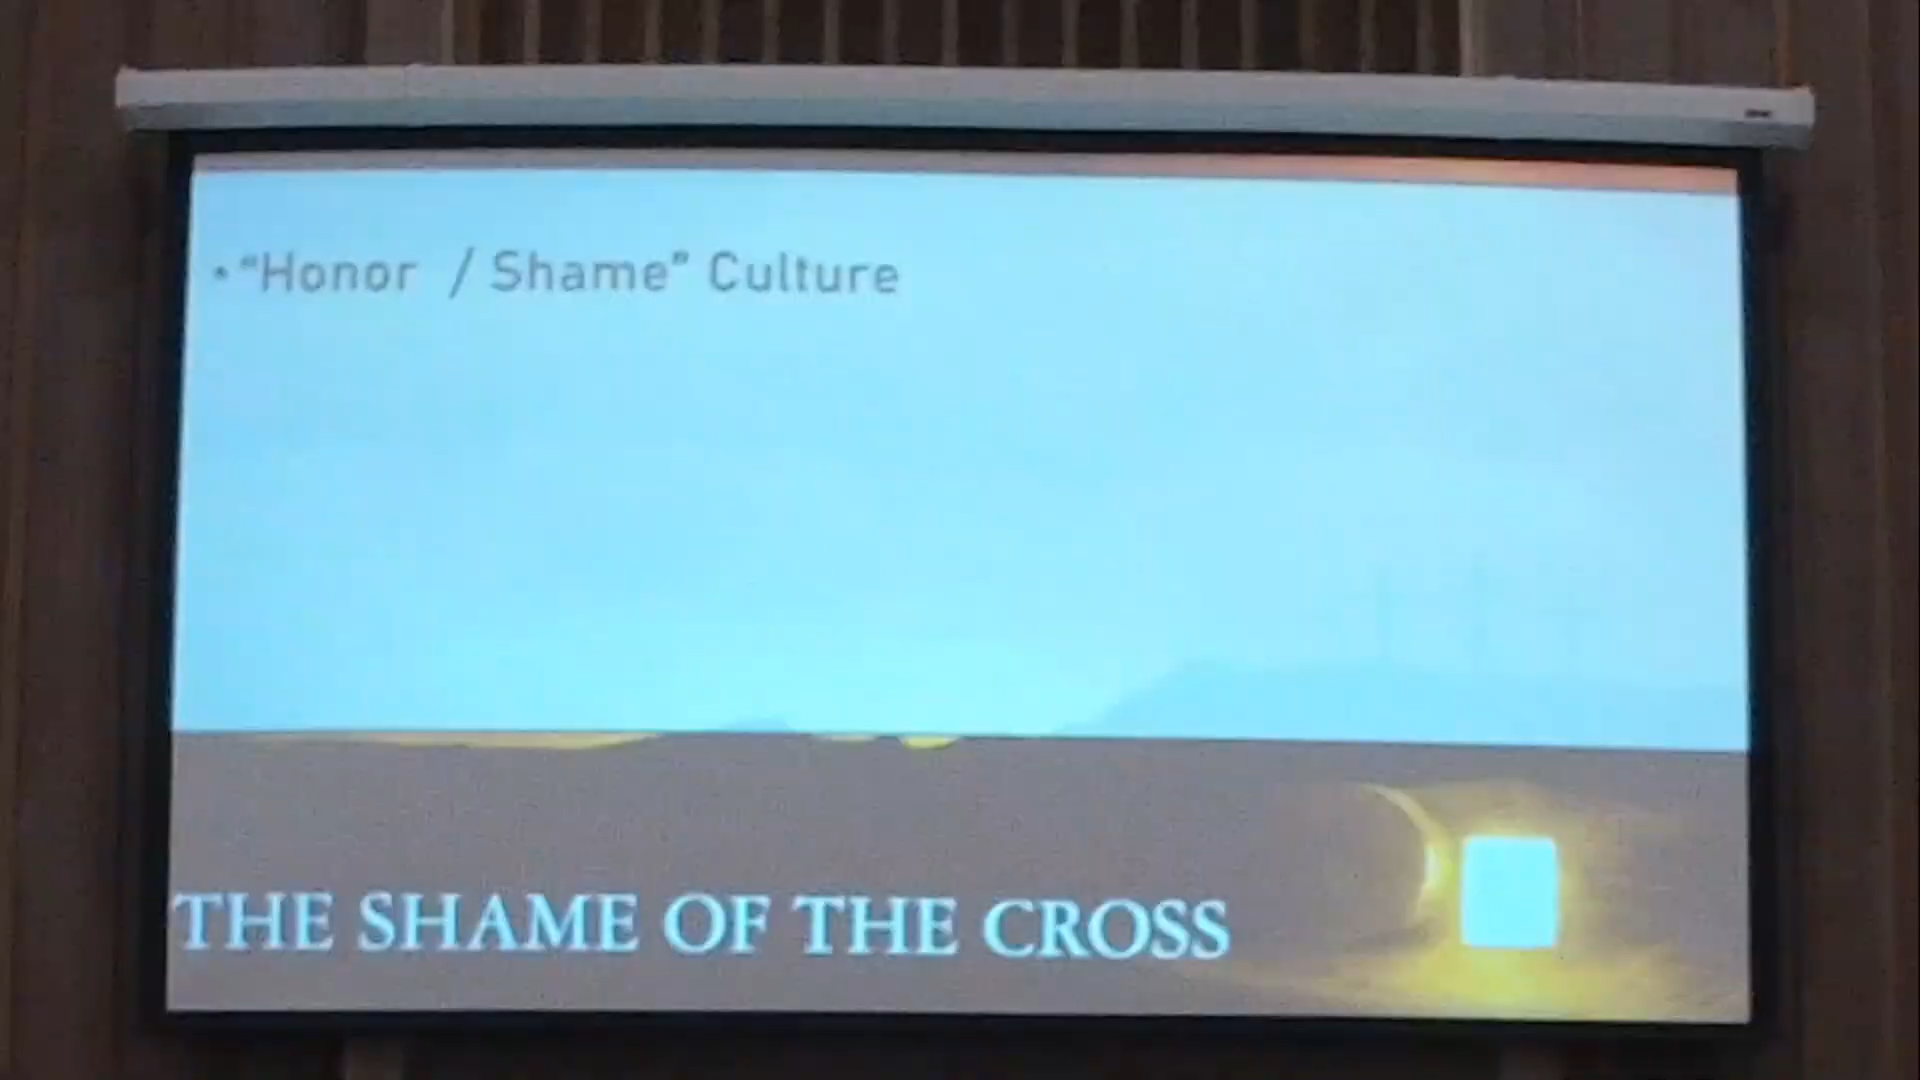 • "Honor / Shame" Culture
THE SHAME OF THE CROSS